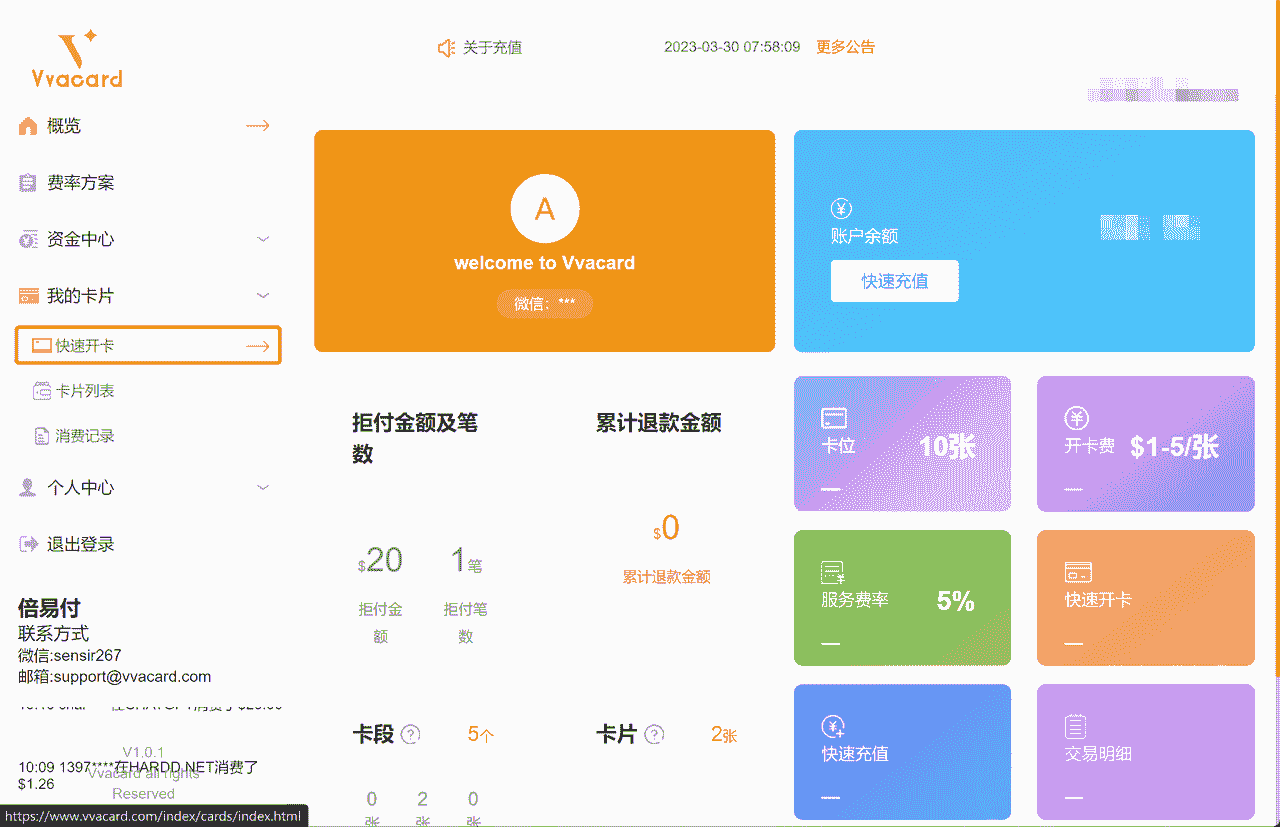 Vvacard
关于充值
2023-03-30 07:58:09 更多公告
概览
费率方案
资金中心
我的卡片
快速开卡
卡片列表
消费记录
个人中心
退出登录
倍易付
联系方式
微信:sensir267
邮箱:support@vvacard.com
V1.0.1
10:09 1397****在HARDD.NET消费了
$1.26
Vvacard all rights
Reserved
https://www.vvacard.com/index/cards/index.html
A
welcome to Vvacard
微信: ***
账户余额
快速充值
拒付金额及笔
数
$20 1笔
拒付金 拒付笔
额 数
累计退款金额
$0
累计退款金额
卡位 10张
开卡费 $1-5/张
服务费率 5%
快速开卡
快速充值
交易明细
卡段 ? 5个
0 2 0
张 张 张
卡片 ? 2张